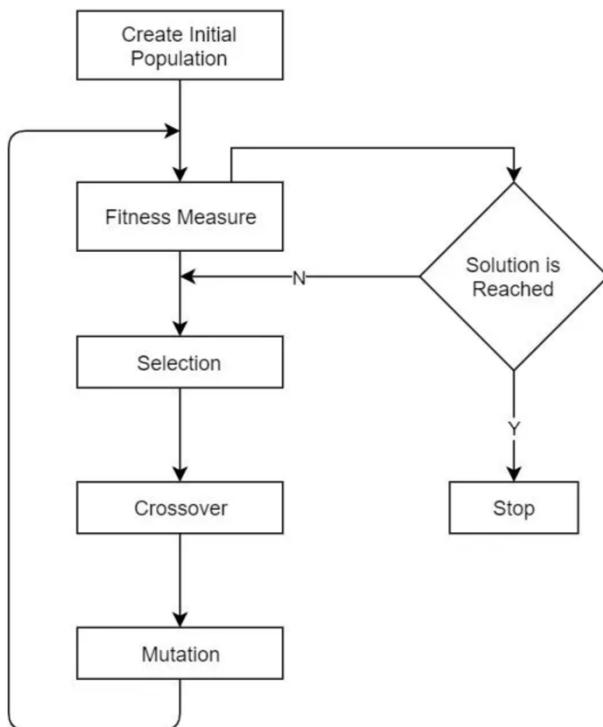 Create Initial
Population
Fitness Measure
Solution is
Reached
N
Selection
Y
Crossover
Stop
Mutation